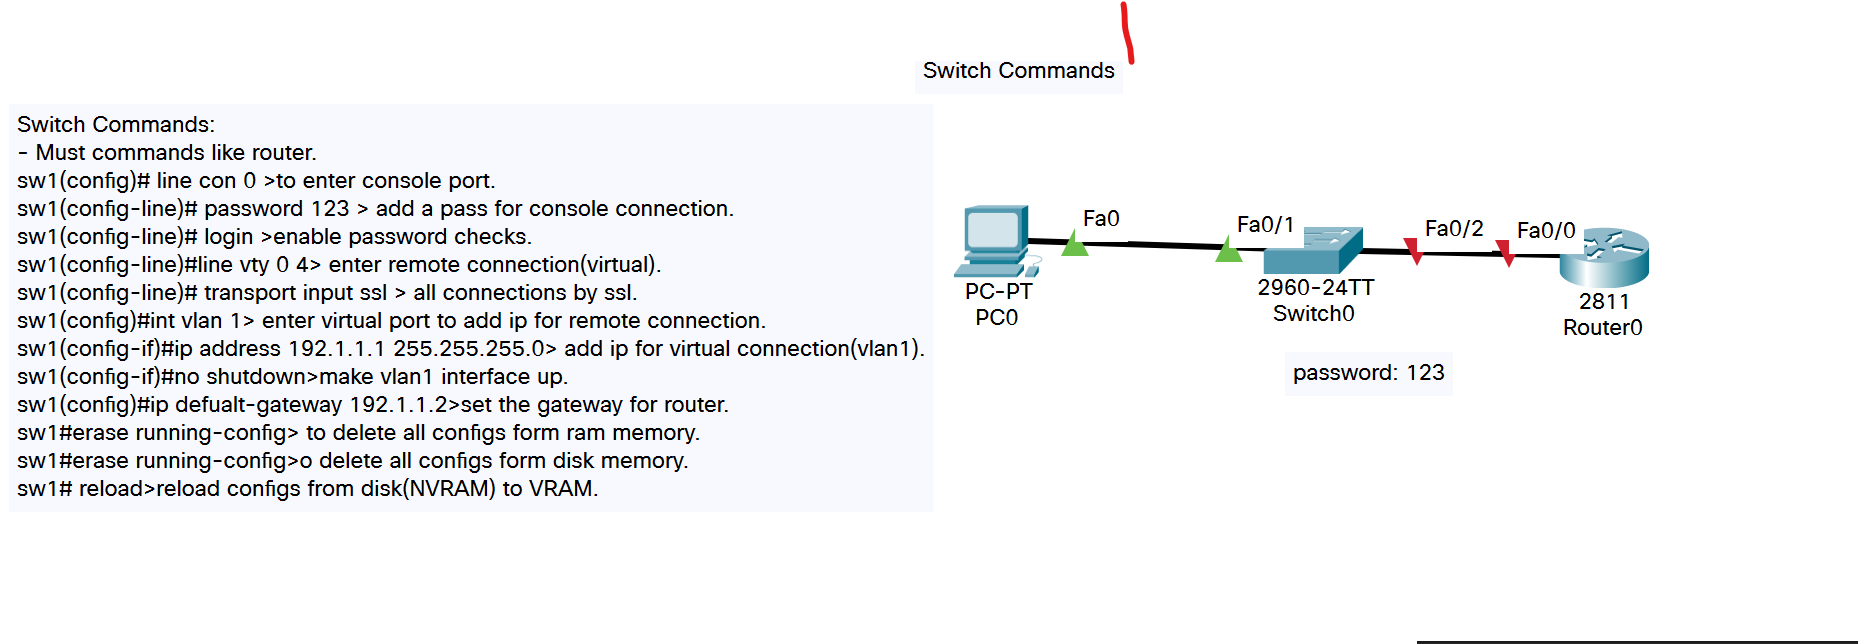 Switch Commands
Switch Commands:
- Must commands like router.
sw1(config)# line con 0 >to enter console port.
sw1(config-line)# password 123 > add a pass for console connection.
sw1(config-line)# login >enable password checks.
sw1(config-line)#line vty 0 4> enter remote connection(virtual).
sw1(config-line)# transport input ssl > all connections by ssl.
sw1(config)#int vlan 1> enter virtual port to add ip for remote connection.
sw1(config-if)#ip address 192.1.1.1 255.255.255.0> add ip for virtual connection(vlan1).
sw1(config-if)#no shutdown>make vlan1 interface up.
sw1(config)#ip defualt-gateway 192.1.1.2>set the gateway for router.
sw1#erase running-config> to delete all configs form ram memory.
sw1#erase running-config>o delete all configs form disk memory.
sw1# reload>reload configs from disk(NVRAM) to VRAM.
Fa0
Fa0/1
Fa0/2
Fa0/0
PC-PT
PC0
2960-24TT
Switch0
2811
Router0
password: 123